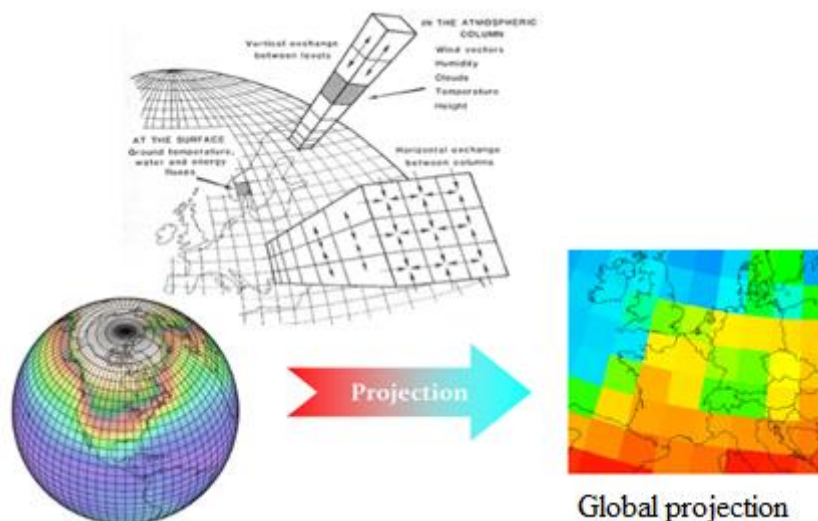 IN THE ATMOSPHERIC
COLUMN
Wind vectors
Humidity
Clouds
Temperature
Height
Vertical exchange
between levels
AT THE SURFACE
Ground temperature,
water and energy
fluxes
Horizontal exchange
between columns
Projection
Global projection